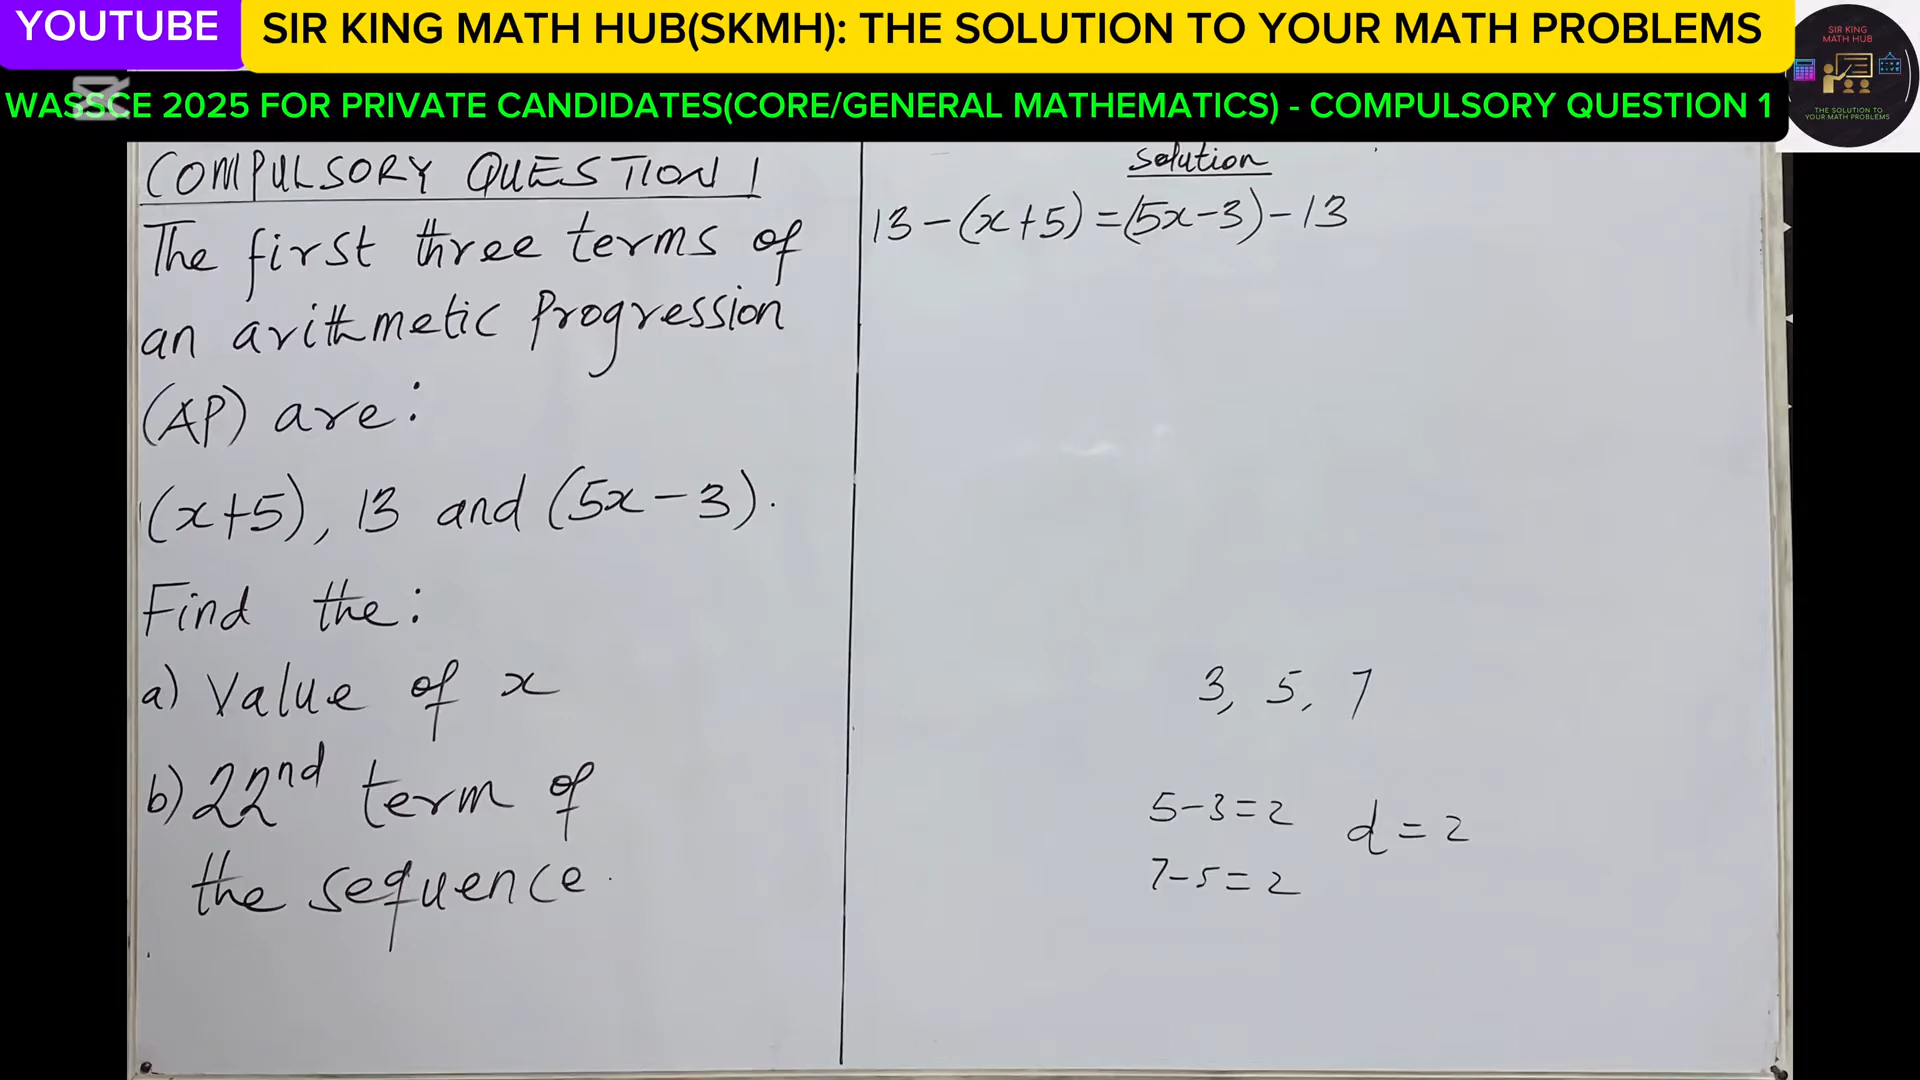 YOUTUBE
SIR KING MATH HUB(SKMH): THE SOLUTION TO YOUR MATH PROBLEMS
SIR KING
MATH HUB
THE SOLUTION TO
YOUR MATH PROBLEMS
WASSCE 2025 FOR PRIVATE CANDIDATES(CORE/GENERAL MATHEMATICS) - COMPULSORY QUESTION 1
COMPULSORY QUESTION 1
The first three terms of
an arithmetic Progression
(AP) are:
(x+5), 13 and (5x-3).
Find the:
a) Value of x
b) 22nd term of
the sequence.
Solution
13-(x+5)=(5x-3)-13
3, 5, 7
5-3=2
d=2
7-5=2